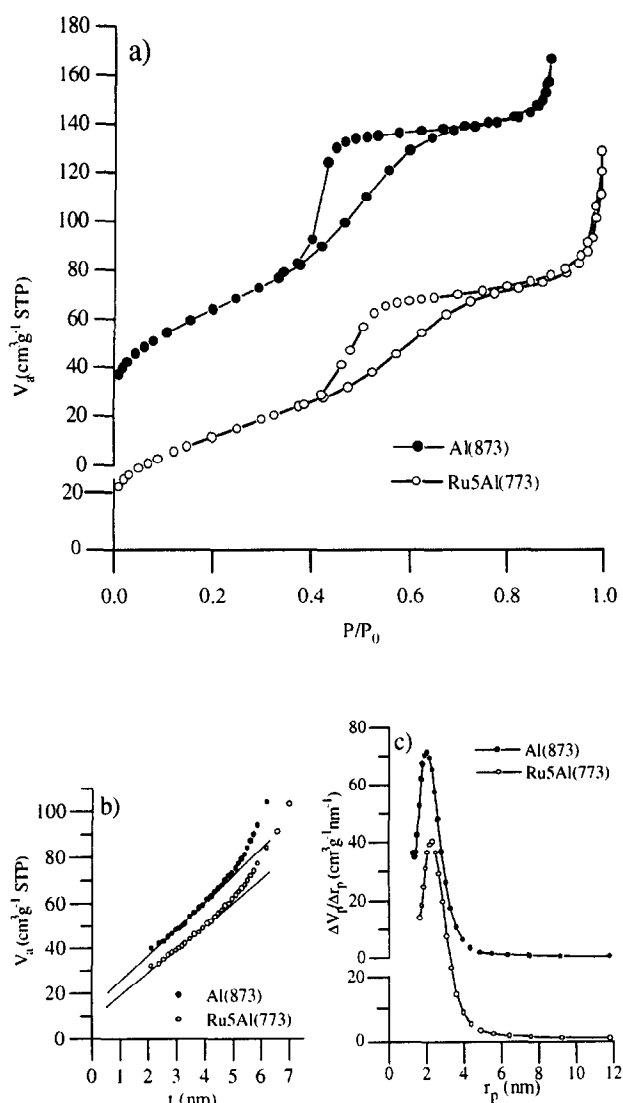 a)
180
160
140
120
100
80
60
40
20
0
20
0
Vₐ(cm³g⁻¹ STP)
Al(873)
Ru5Al(773)
0.0 0.2 0.4 0.6 0.8 1.0
P/P₀
b)
100
80
60
40
20
0
Vₐ (cm³g⁻¹ STP)
Al(873)
Ru5Al(773)
0 1 2 3 4 5 6 7
t (nm)
c)
80
60
40
20
0
20
0
ΔVₚ/Δrₚ (cm³g⁻¹nm⁻¹)
Al(873)
Ru5Al(773)
0 2 4 6 8 10 12
rₚ (nm)